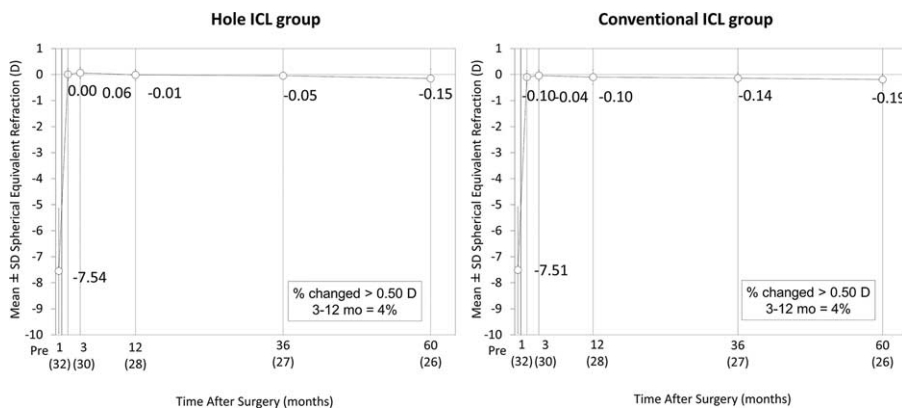 Hole ICL group
Mean ± SD Spherical Equivalent Refraction (D)
1
0
-1
-2
-3
-4
-5
-6
-7
-8
-9
-10
0.00 0.06 -0.01 -0.05 -0.15
-7.54
% changed > 0.50 D
3-12 mo = 4%
Pre 1 3 12 36 60
(32) (30) (28) (27) (26)
Time After Surgery (months)
Conventional ICL group
Mean ± SD Spherical Equivalent Refraction (D)
1
0
-1
-2
-3
-4
-5
-6
-7
-8
-9
-10
-0.10 -0.04 -0.10 -0.14 -0.19
-7.51
% changed > 0.50 D
3-12 mo = 4%
Pre 1 3 12 36 60
(32) (30) (28) (27) (26)
Time After Surgery (months)